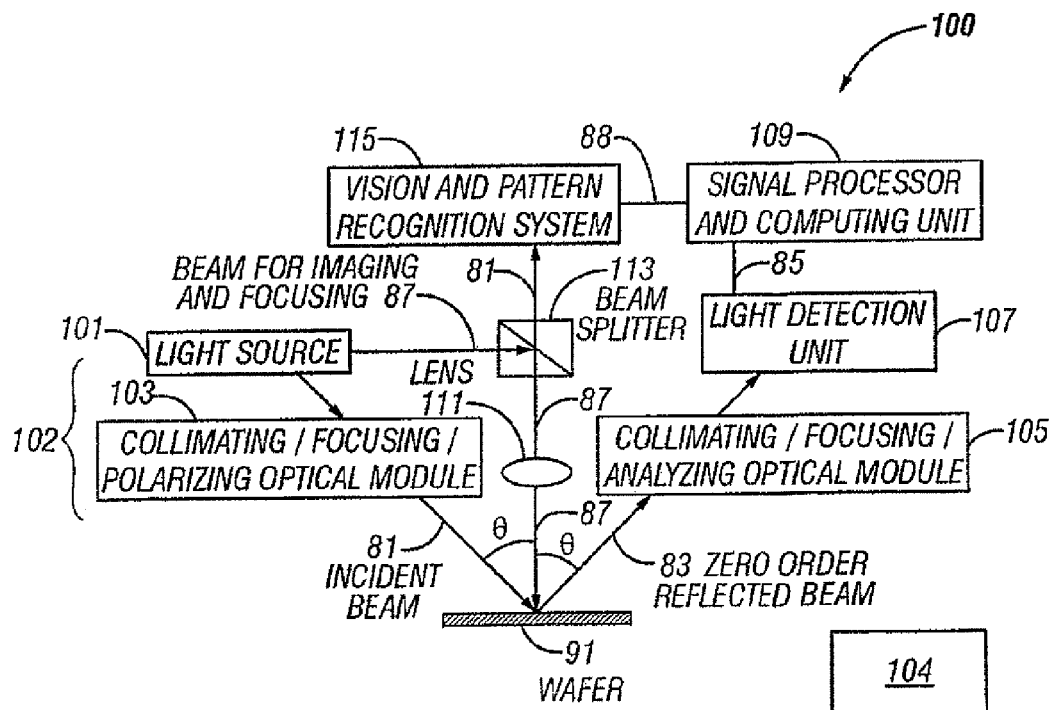 100
115
88
109
VISION AND PATTERN
RECOGNITION SYSTEM
SIGNAL PROCESSOR
AND COMPUTING UNIT
BEAM FOR IMAGING
AND FOCUSING 87
81
113
BEAM
SPLITTER
85
101
LIGHT SOURCE
LIGHT DETECTION
UNIT
107
LENS
111
87
102
103
COLLIMATING / FOCUSING /
POLARIZING OPTICAL MODULE
COLLIMATING / FOCUSING /
ANALYZING OPTICAL MODULE
105
87
θ
θ
81
INCIDENT
BEAM
83 ZERO ORDER
REFLECTED BEAM
91
WAFER
104